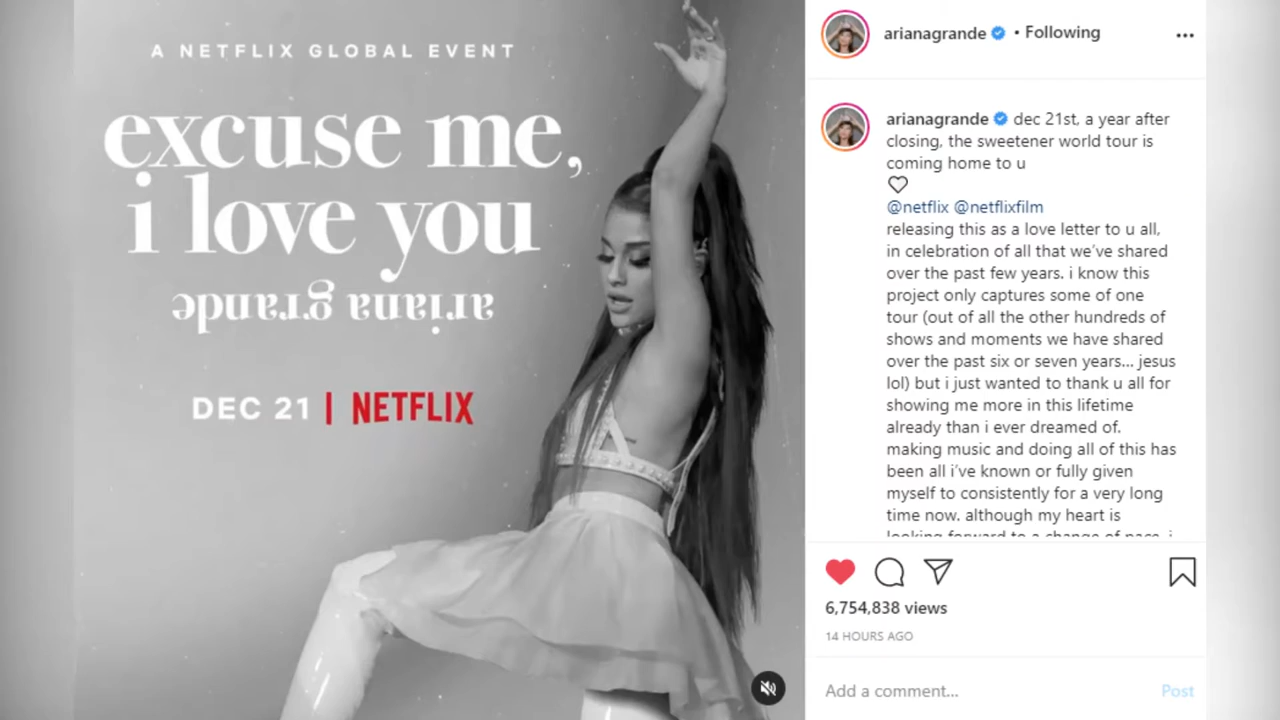 A NETFLIX GLOBAL EVENT
excuse me,
i love you
ariana grande
DEC 21 | NETFLIX
arianagrande • Following
arianagrande dec 21st, a year after
closing, the sweetener world tour is
coming home to u
@netflix @netflixfilm
releasing this as a love letter to u all,
in celebration of all that we've shared
over the past few years. i know this
project only captures some of one
tour (out of all the other hundreds of
shows and moments we have shared
over the past six or seven years... jesus
lol) but i just wanted to thank u all for
showing me more in this lifetime
already than i ever dreamed of.
making music and doing all of this has
been all i've known or fully given
myself to consistently for a very long
time now. although my heart is
looking forward to a change of pace, i
6,754,838 views
14 HOURS AGO
Add a comment...
Post